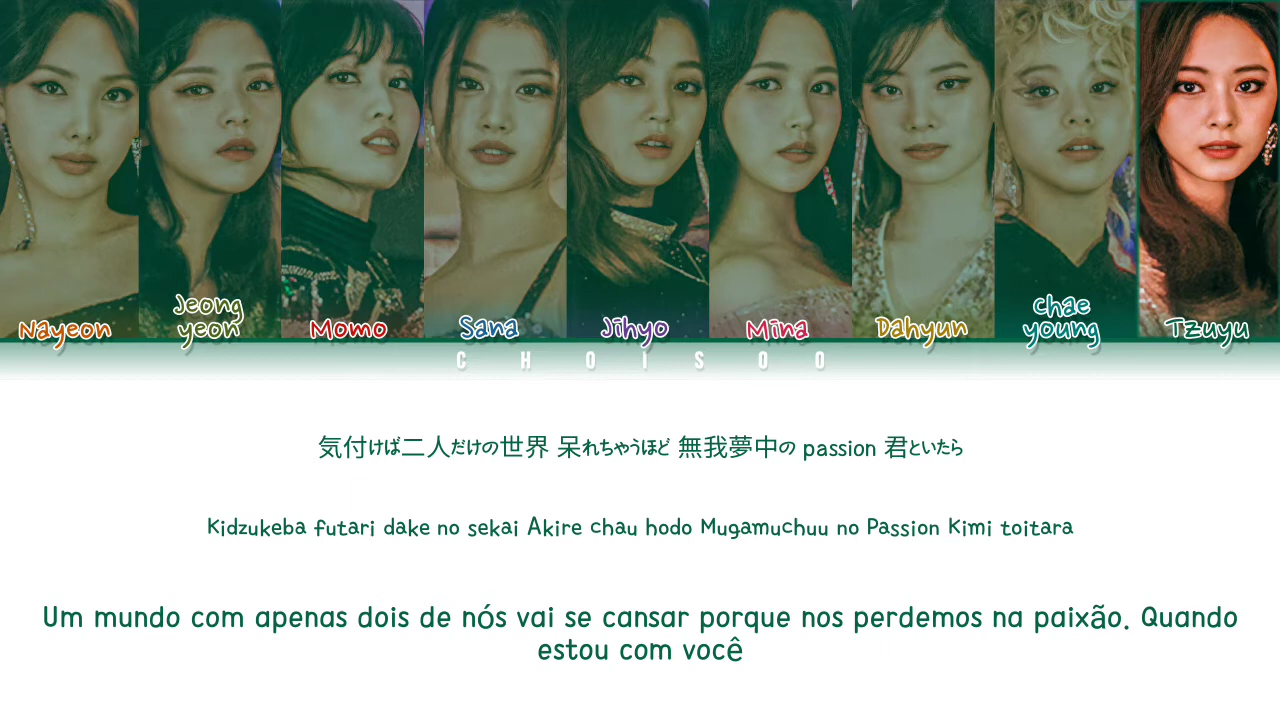 Nayeon
Jeong
yeon
Momo
Sana
Jihyo
Mina
Dahyun
chae
young
Tzuyu
C H O I S O O
気付けば二人だけの世界 呆れちゃうほど 無我夢中の passion 君といたら
Kidzukeba futari dake no sekai Akire chau hodo Mugamuchuu no Passion Kimi toitara
Um mundo com apenas dois de nós vai se cansar porque nos perdemos na paixão. Quando
estou com você